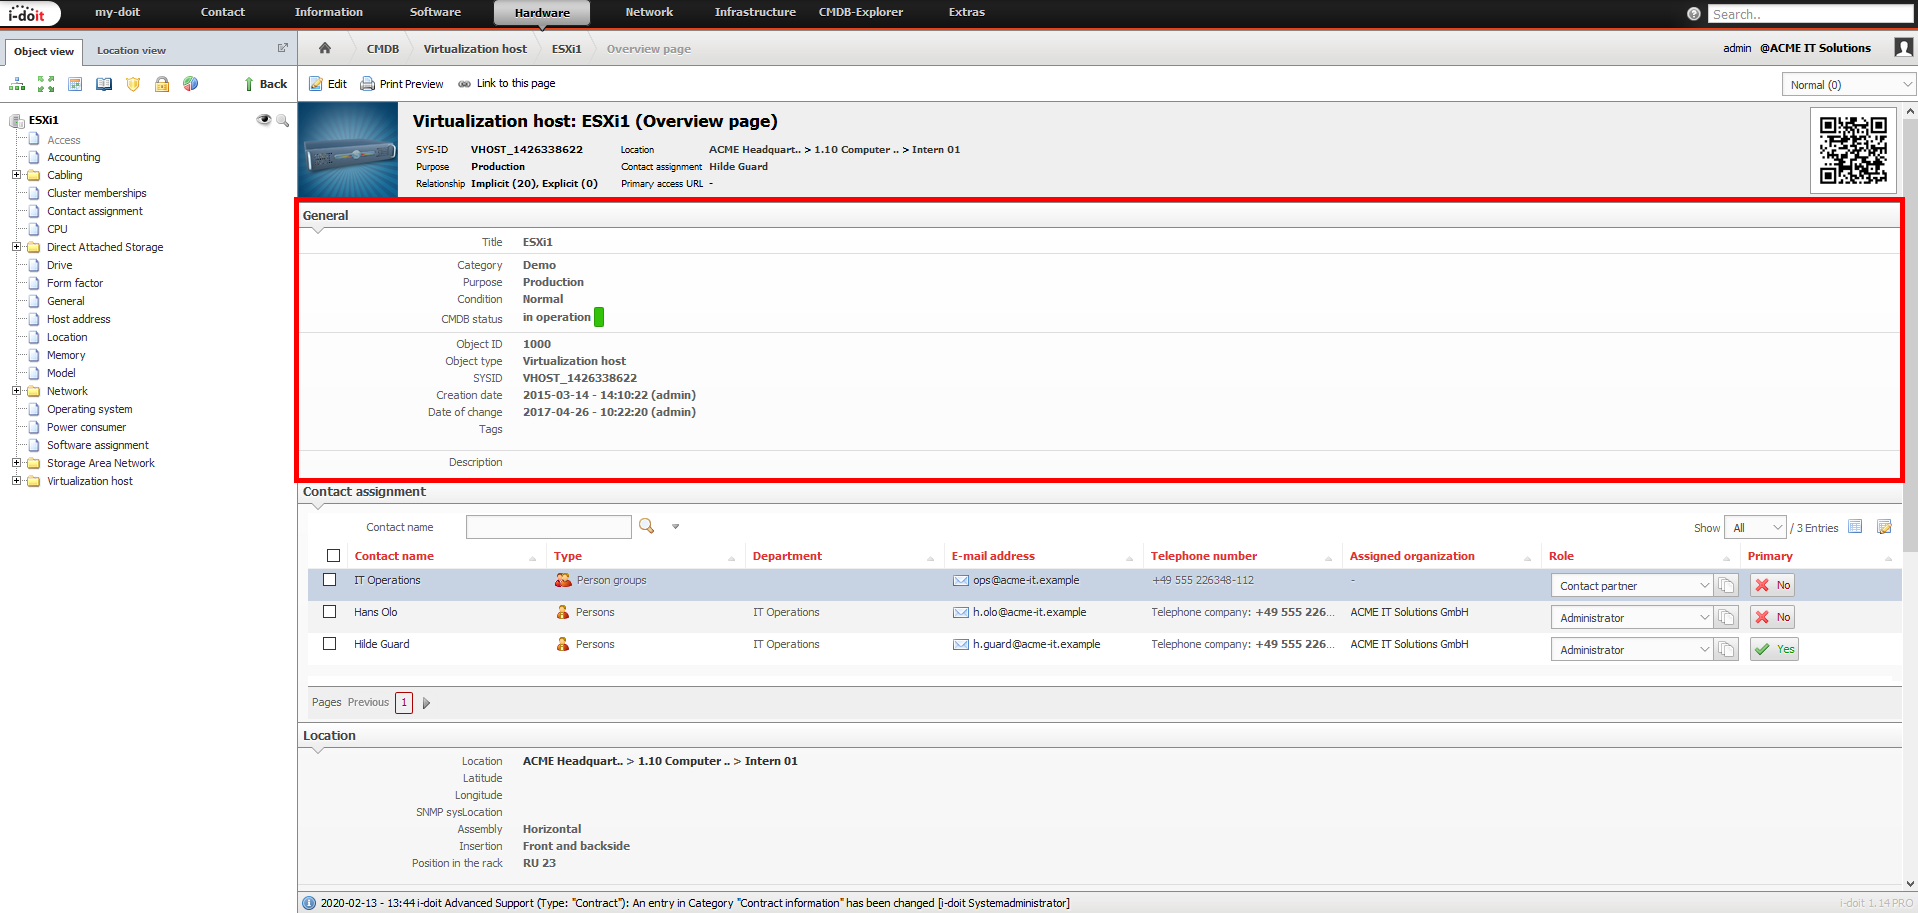 i-doit my-doit Contact Information Software Hardware Network Infrastructure CMDB-Explorer Extras Search..
Object view Location view
CMDB Virtualization host ESXi1 Overview page admin @ACME IT Solutions
Back
Edit Print Preview Link to this page Normal (0)
ESXi1
Access
Accounting
Cabling
Cluster memberships
Contact assignment
CPU
Direct Attached Storage
Drive
Form factor
General
Host address
Location
Memory
Model
Network
Operating system
Power consumer
Software assignment
Storage Area Network
Virtualization host
Virtualization host: ESXi1 (Overview page)
SYS-ID VHOST_1426338622 Location ACME Headquart.. > 1.10 Computer .. > Intern 01
Purpose Production Contact assignment Hilde Guard
Relationship Implicit (20), Explicit (0) Primary access URL -
General
Title ESXi1
Category Demo
Purpose Production
Condition Normal
CMDB status in operation
Object ID 1000
Object type Virtualization host
SYSID VHOST_1426338622
Creation date 2015-03-14 - 14:10:22 (admin)
Date of change 2017-04-26 - 10:22:20 (admin)
Tags
Description
Contact assignment
Contact name Show All / 3 Entries
Contact name Type Department E-mail address Telephone number Assigned organization Role Primary
IT Operations Person groups ops@acme-it.example +49 555 226348-112 - Contact partner No
Hans Olo Persons IT Operations h.olo@acme-it.example Telephone company: +49 555 226... ACME IT Solutions GmbH Administrator No
Hilde Guard Persons IT Operations h.guard@acme-it.example Telephone company: +49 555 226... ACME IT Solutions GmbH Administrator Yes
Pages Previous 1
Location
Location ACME Headquart.. > 1.10 Computer .. > Intern 01
Latitude
Longitude
SNMP sysLocation
Assembly Horizontal
Insertion Front and backside
Position in the rack RU 23
2020-02-13 - 13:44 i-doit Advanced Support (Type: "Contract"): An entry in Category "Contract information" has been changed [i-doit Systemadministrator] i-doit 1.14 PRO